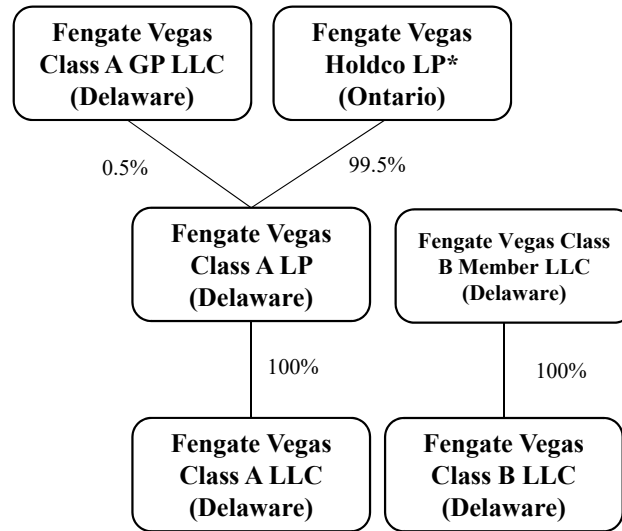 Fengate Vegas
Class A GP LLC
(Delaware)
Fengate Vegas
Holdco LP*
(Ontario)
0.5%
99.5%
Fengate Vegas
Class A LP
(Delaware)
Fengate Vegas Class
B Member LLC
(Delaware)
100%
100%
Fengate Vegas
Class A LLC
(Delaware)
Fengate Vegas
Class B LLC
(Delaware)